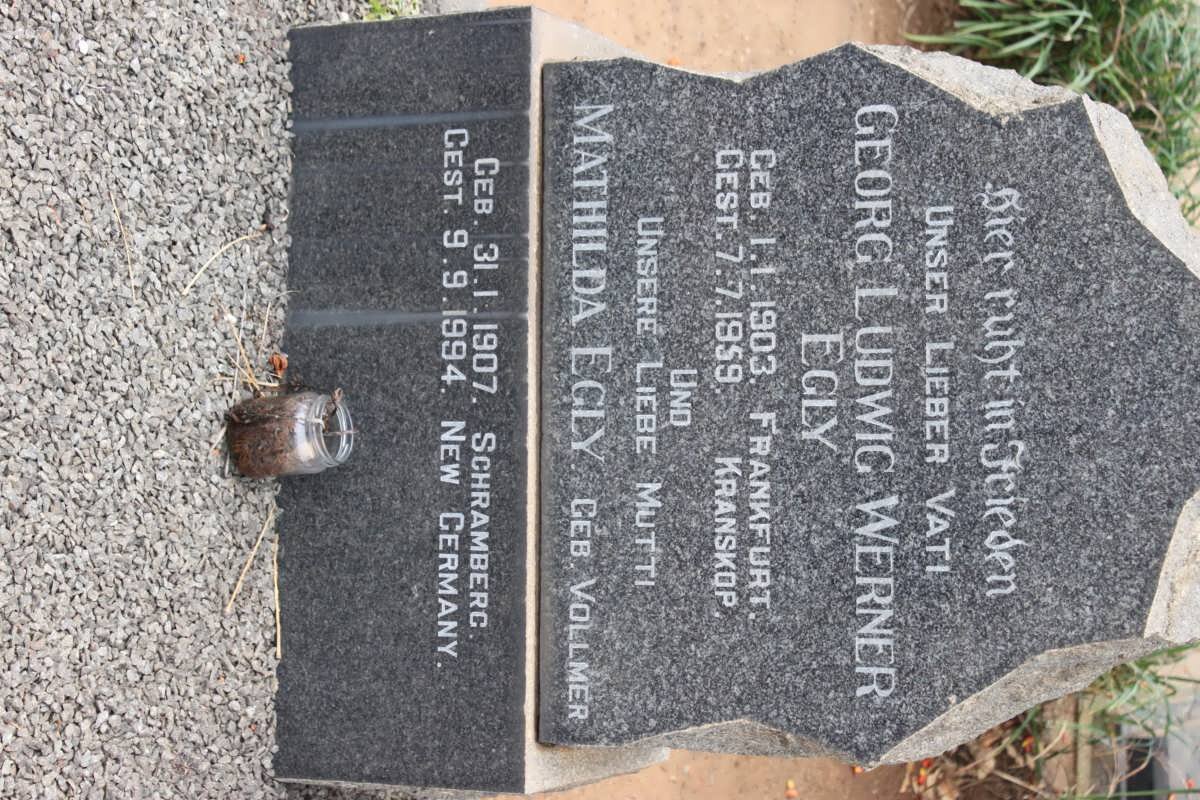 Hier ruht in Frieden
UNSER LIEBER VATI
GEORG LUDWIG WERNER
EGLY
GEB. 1.1.1903. FRANKFURT.
GEST. 7.7.1959. KRANSKOP.
UND
UNSERE LIEBE MUTTI
MATHILDA EGLY. GEB. VOLLMER
GEB. 31.1.1907. SCHRAMBERG.
GEST. 9.9.1994. NEW GERMANY.